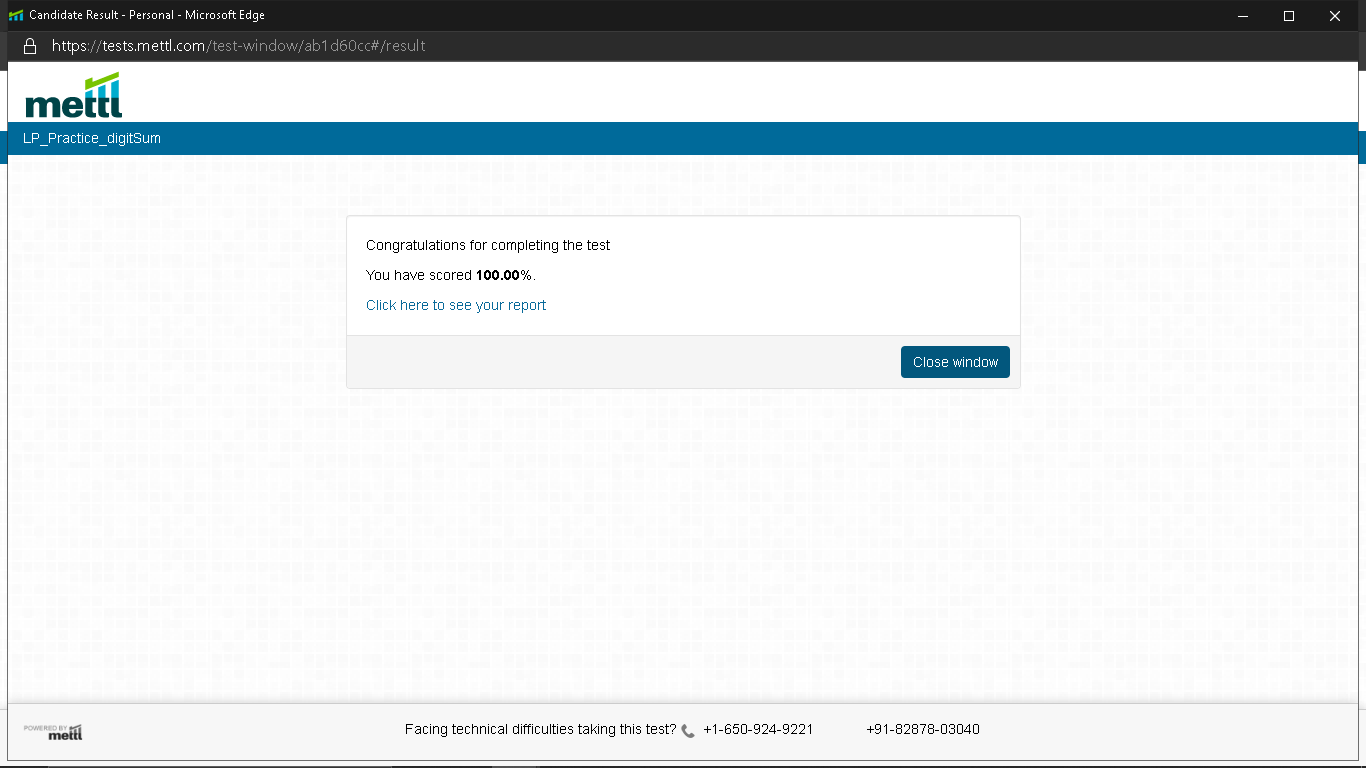 Candidate Result - Personal - Microsoft Edge
https://tests.mettl.com/test-window/ab1d60cc#/result
mettl
LP_Practice_digitSum
Congratulations for completing the test
You have scored 100.00%.
Click here to see your report
Close window
POWERED BY
mettl
Facing technical difficulties taking this test? +1-650-924-9221 +91-82878-03040